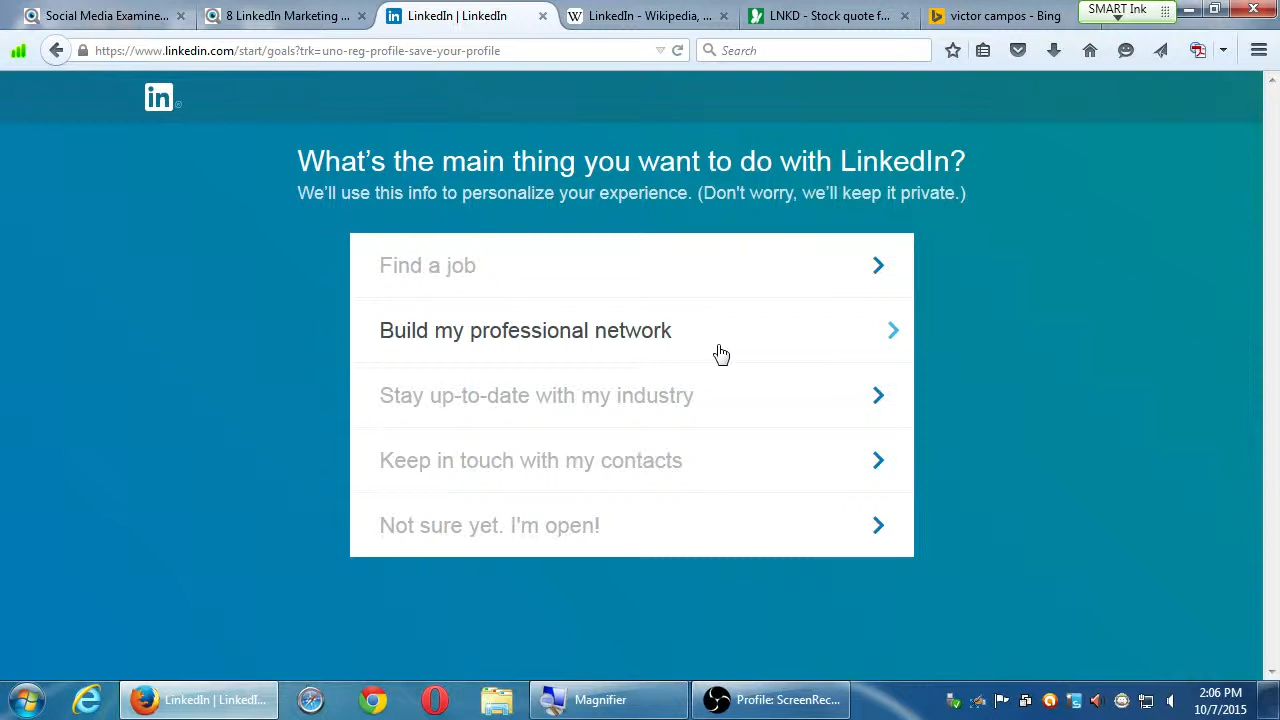 Social Media Examine...
LinkedIn Marketing ...
LinkedIn | LinkedIn
LinkedIn - Wikipedia, ...
LNKD - Stock quote f...
victor campos - Bing
SMART Ink
https://www.linkedin.com/start/goals?trk=uno-reg-profile-save-your-profile
Search
in
What's the main thing you want to do with LinkedIn?
We'll use this info to personalize your experience. (Don't worry, we'll keep it private.)
Find a job
Build my professional network
Stay up-to-date with my industry
Keep in touch with my contacts
Not sure yet. I'm open!
LinkedIn | LinkedI...
Magnifier
Profile: ScreenRec...
2:06 PM
10/7/2015